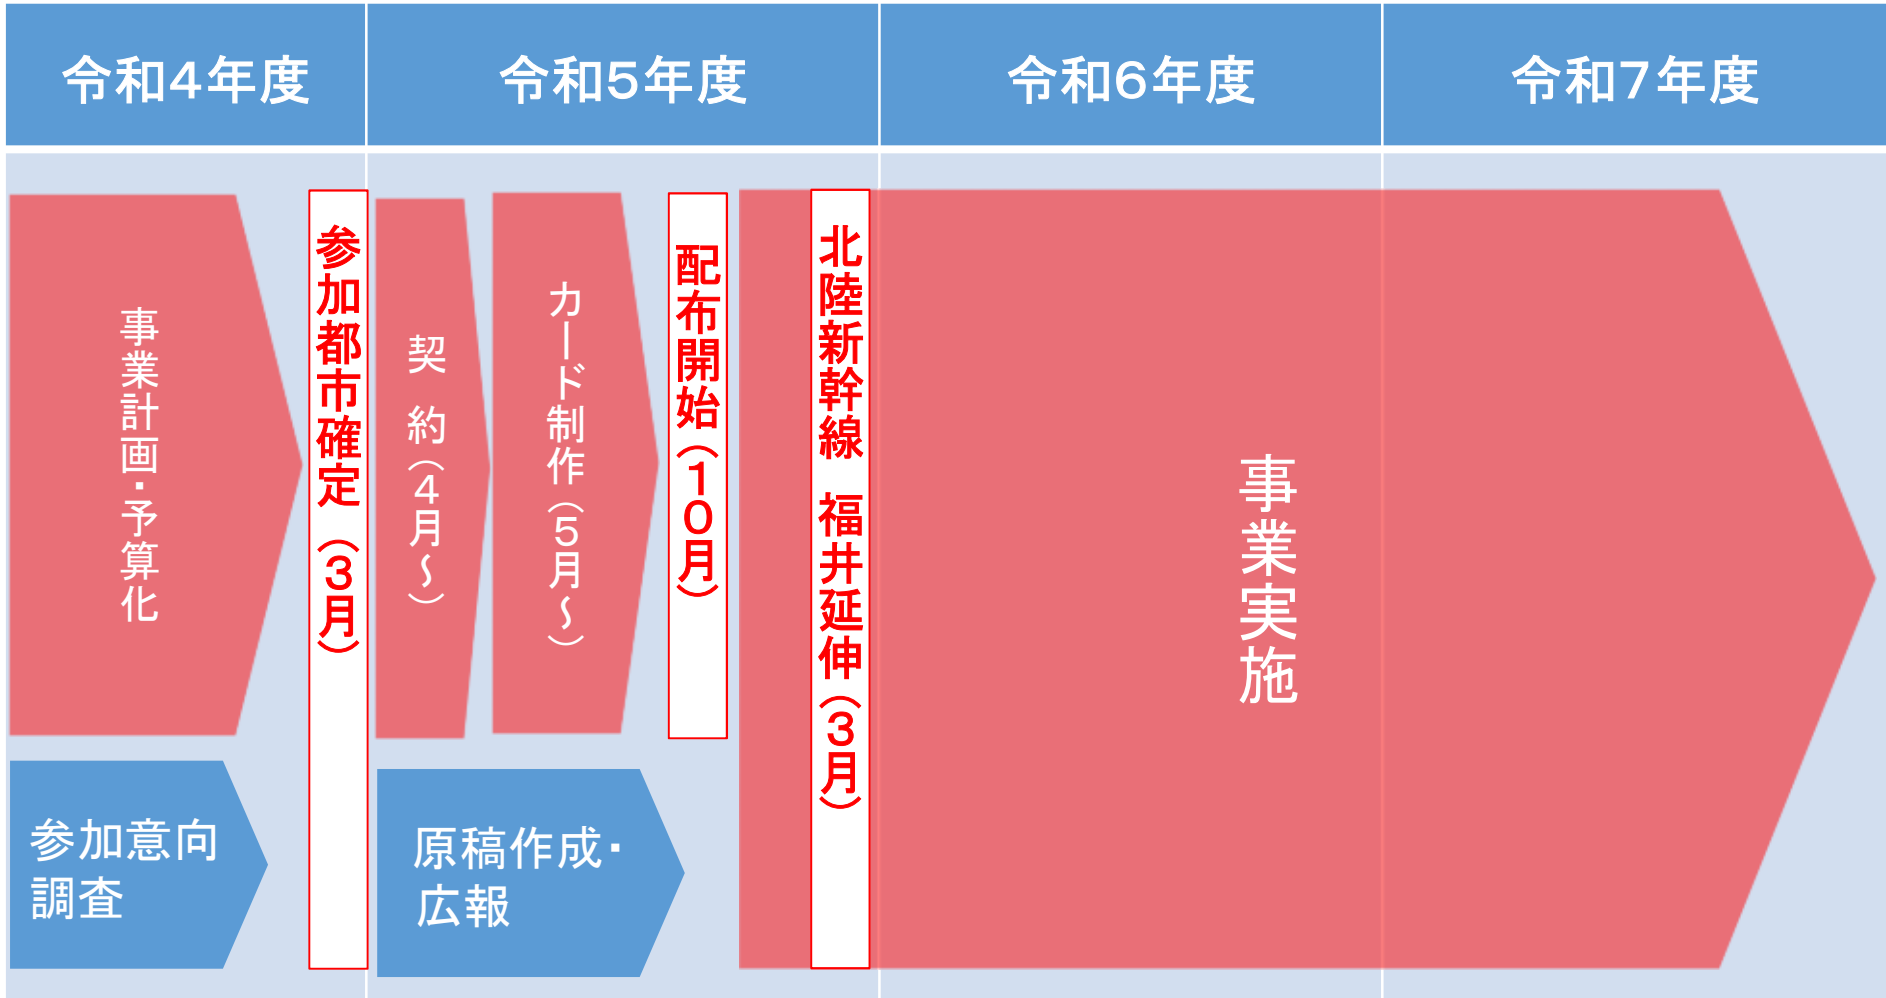 令和４年度
令和５年度
令和６年度
令和７年度
事業計画・予算化
参加都市確定（３月）
契　約（４月～）
カード制作（５月～）
配布開始（１０月）
北陸新幹線　福井延伸（３月）
事業実施
参加意向
調査
原稿作成・
広報